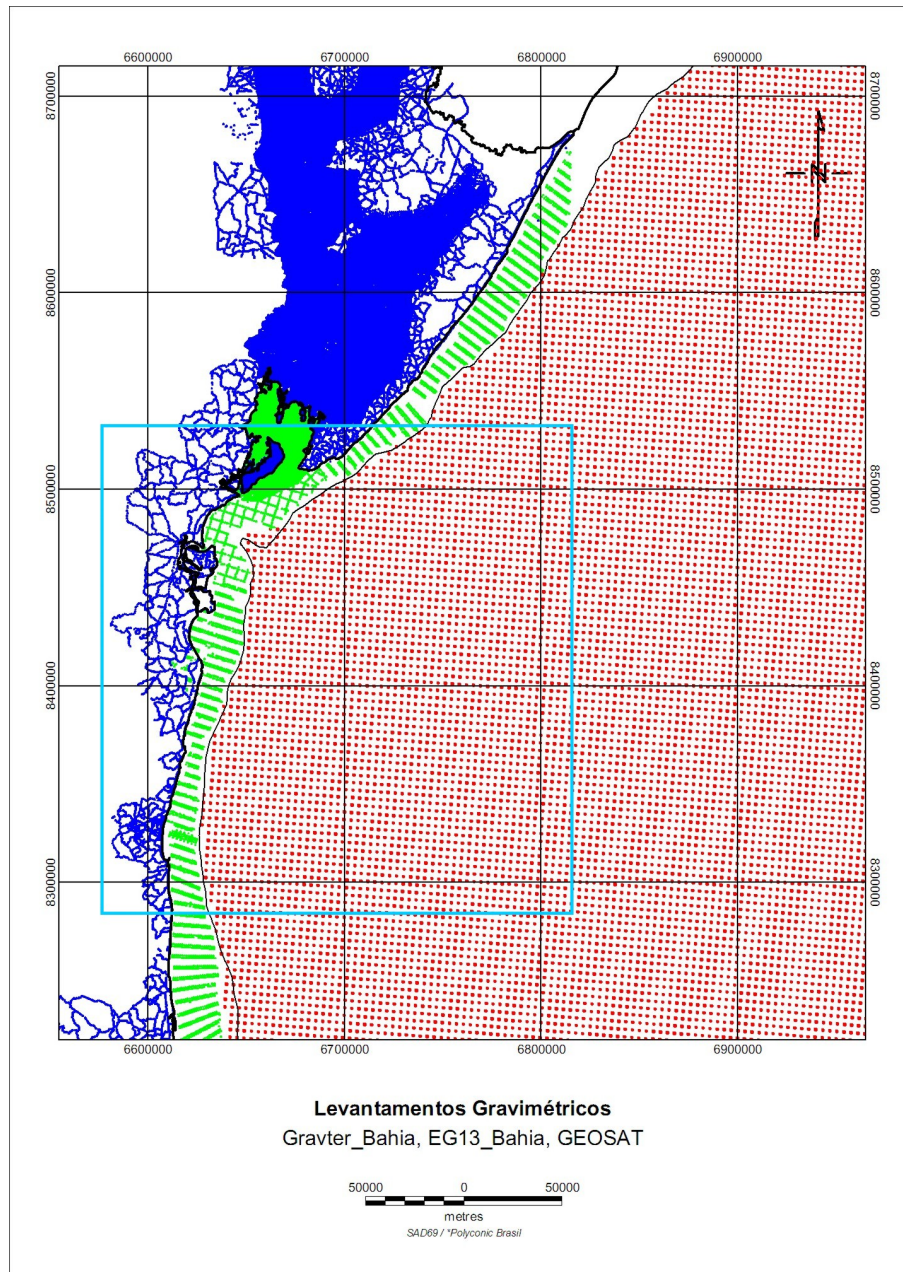 6600000 6700000 6800000 6900000
8700000 8700000
8600000 8600000
8500000 8500000
8400000 8400000
8300000 8300000
6600000 6700000 6800000 6900000
Levantamentos Gravimétricos
Gravter_Bahia, EG13_Bahia, GEOSAT
50000 0 50000
metres
SAD69 / *Polyconic Brasil